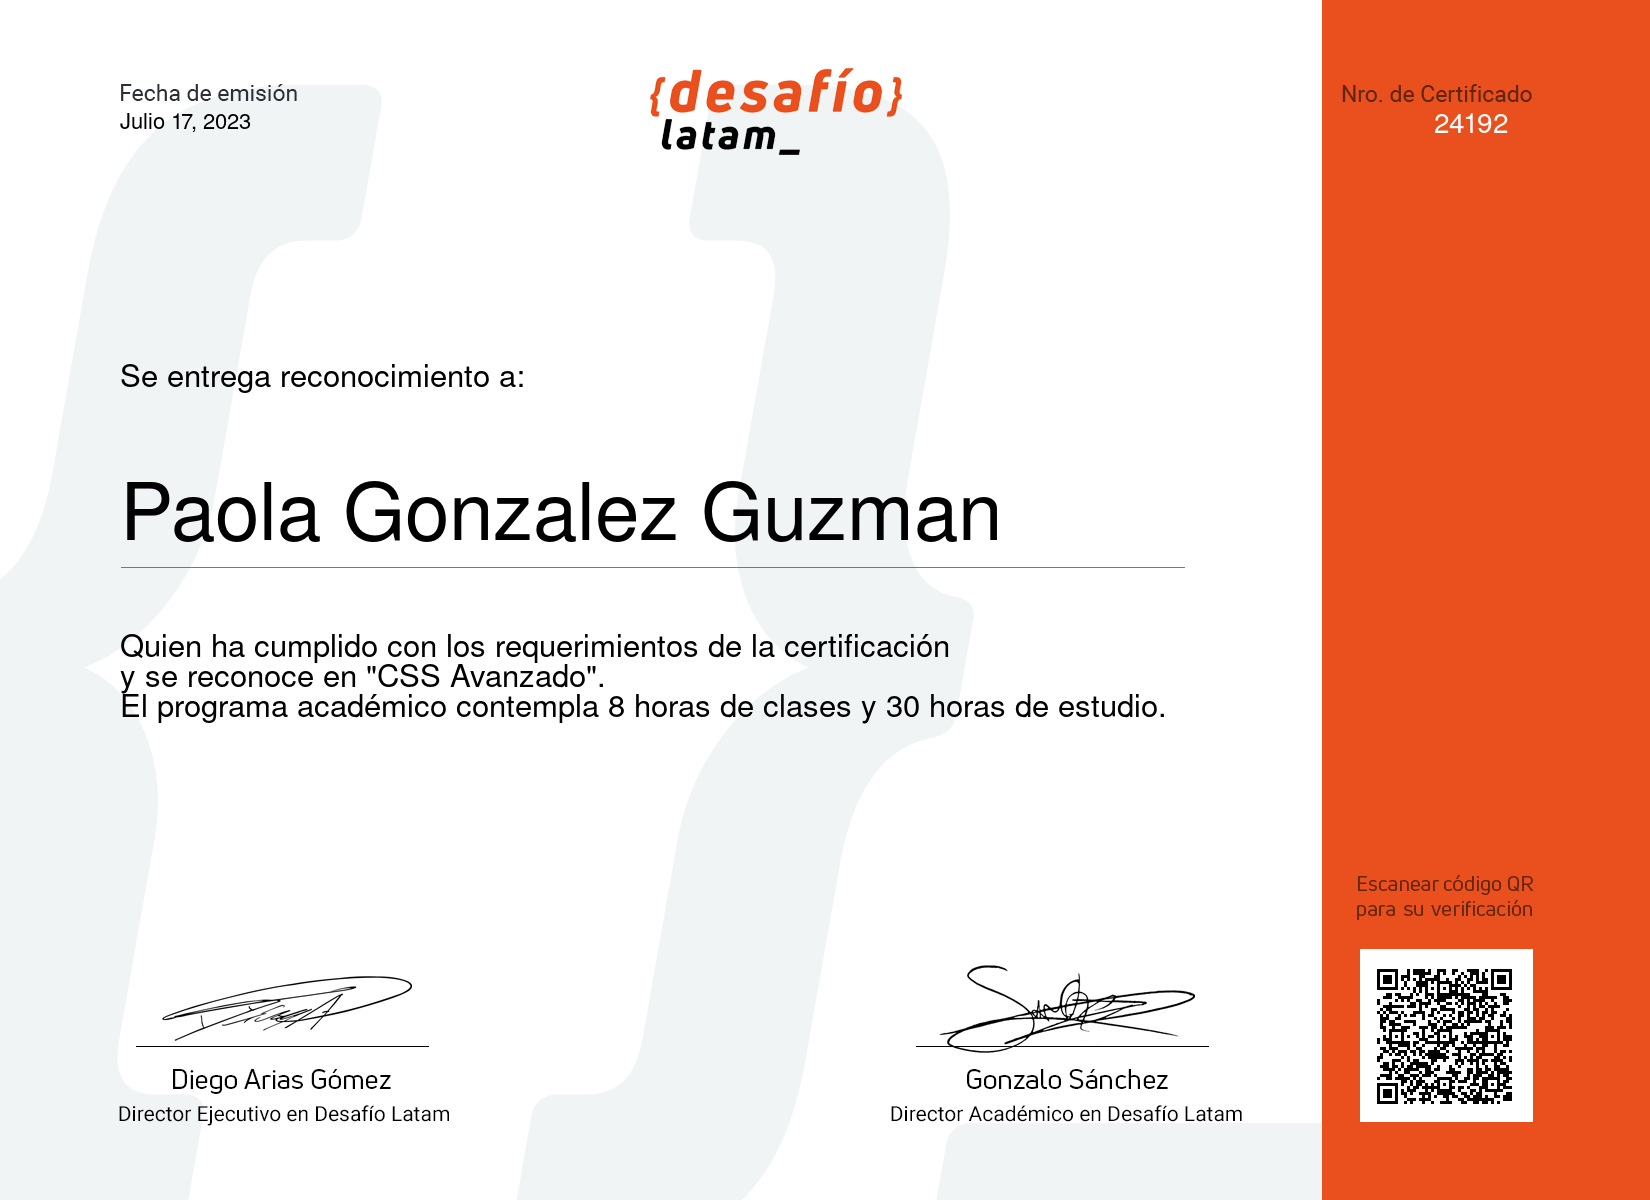 Fecha de emisión
Julio 17, 2023
{desafío}
latam_
Nro. de Certificado
24192
Se entrega reconocimiento a:
Paola Gonzalez Guzman
Quien ha cumplido con los requerimientos de la certificación
y se reconoce en "CSS Avanzado".
El programa académico contempla 8 horas de clases y 30 horas de estudio.
Escanear código QR
para su verificación
Diego Arias Gómez
Director Ejecutivo en Desafío Latam
Gonzalo Sánchez
Director Académico en Desafío Latam